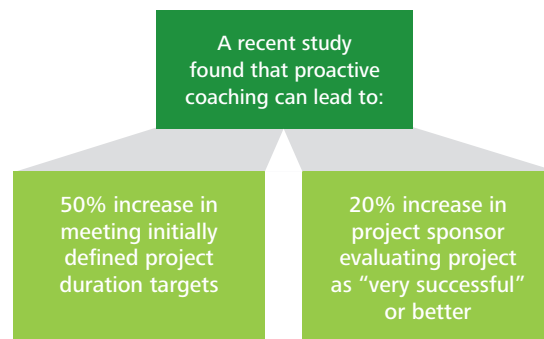 A recent study
found that proactive
coaching can lead to:
50% increase in
meeting initially
defined project
duration targets
20% increase in
project sponsor
evaluating project
as “very successful”
or better